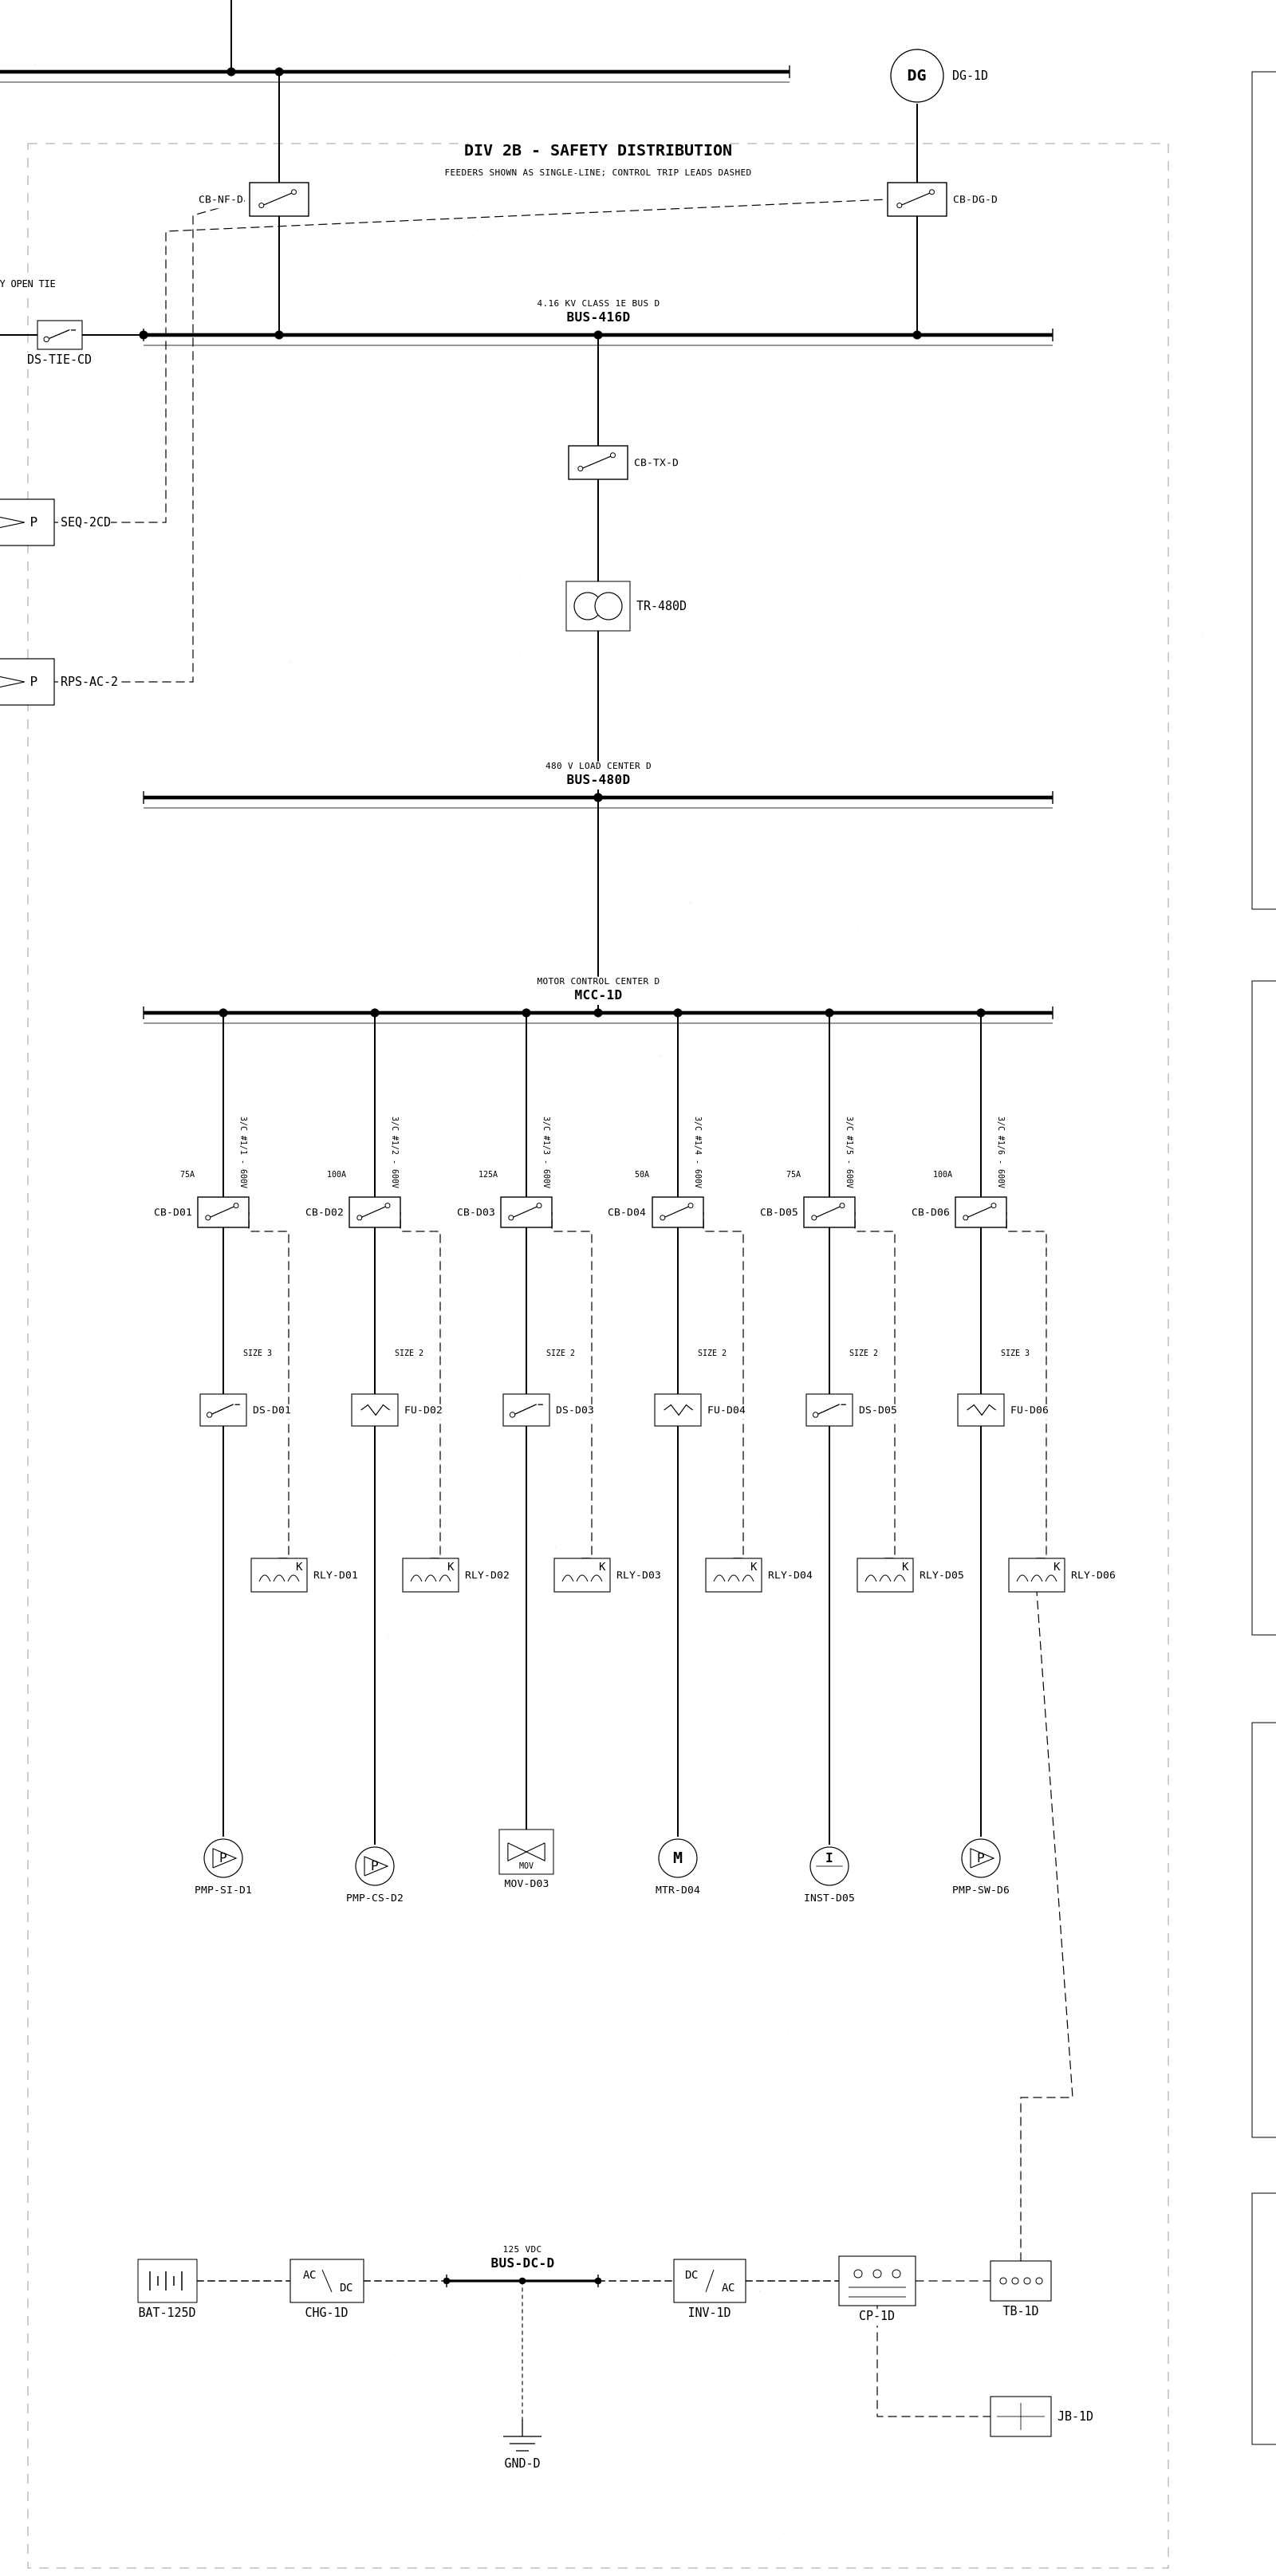 DG
DG-1D
DIV 2B - SAFETY DISTRIBUTION
FEEDERS SHOWN AS SINGLE-LINE; CONTROL TRIP LEADS DASHED
CB-NF-D
CB-DG-D
Y OPEN TIE
4.16 KV CLASS 1E BUS D
BUS-416D
DS-TIE-CD
CB-TX-D
P
SEQ-2CD
TR-480D
P
RPS-AC-2
480 V LOAD CENTER D
BUS-480D
MOTOR CONTROL CENTER D
MCC-1D
3/C #1/1 - 600V
3/C #1/2 - 600V
3/C #1/3 - 600V
3/C #1/4 - 600V
3/C #1/5 - 600V
3/C #1/6 - 600V
75A
100A
125A
50A
75A
100A
CB-D01
CB-D02
CB-D03
CB-D04
CB-D05
CB-D06
SIZE 3
SIZE 2
SIZE 2
SIZE 2
SIZE 2
SIZE 3
DS-D01
FU-D02
DS-D03
FU-D04
DS-D05
FU-D06
K
K
K
K
K
K
RLY-D01
RLY-D02
RLY-D03
RLY-D04
RLY-D05
RLY-D06
P
P
MOV
M
I
P
PMP-SI-D1
PMP-CS-D2
MOV-D03
MTR-D04
INST-D05
PMP-SW-D6
125 VDC
BUS-DC-D
AC
DC
DC
AC
BAT-125D
CHG-1D
INV-1D
CP-1D
TB-1D
JB-1D
GND-D